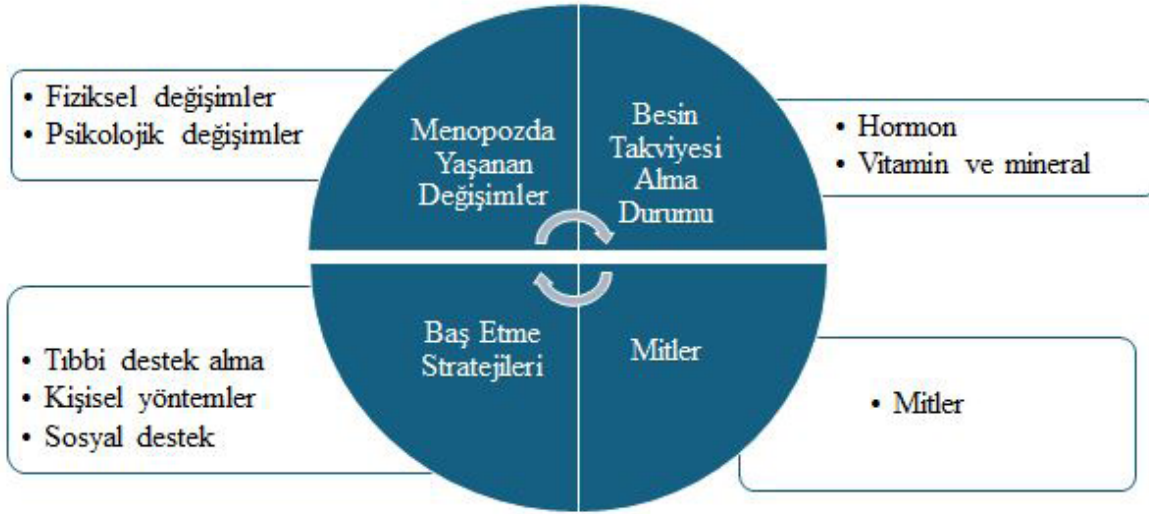 • Fiziksel değişimler
• Psikolojik değişimler
Menopozda
Yaşanan
Değişimler
Besin
Takviyesi
Alma
Durumu
• Hormon
• Vitamin ve mineral
• Tıbbi destek alma
• Kişisel yöntemler
• Sosyal destek
Baş Etme
Stratejileri
Mitler
• Mitler